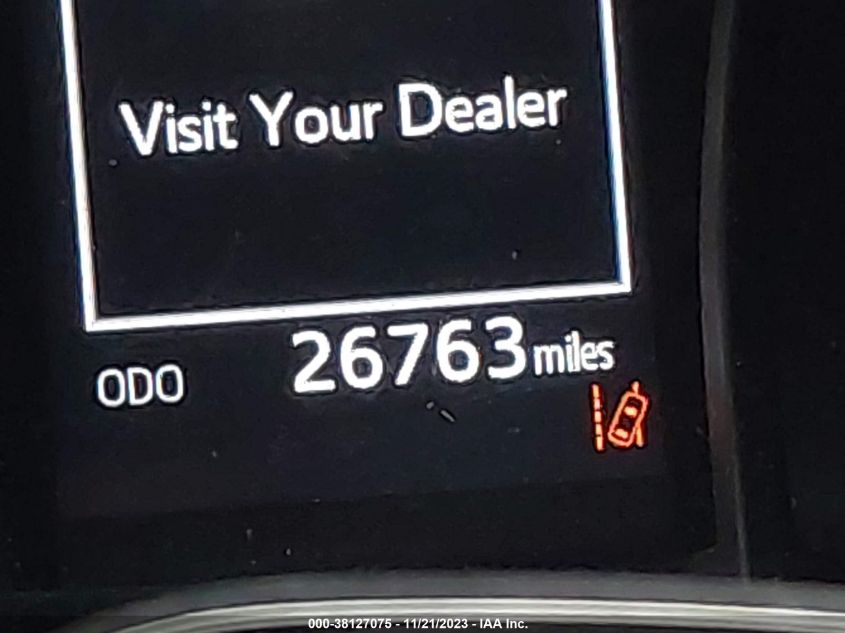 Visit Your Dealer
ODO 26763 miles
000-38127075 - 11/21/2023 - IAA Inc.